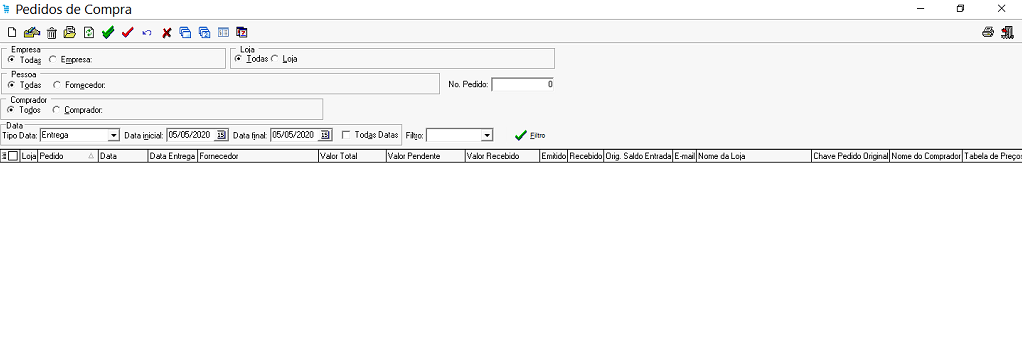 Pedidos de Compra
Empresa
Todas Empresa:
Loja
Todas Loja
Pessoa
Todas Fornecedor:
No. Pedido: 0
Comprador
Todos Comprador:
Data
Tipo Data: Entrega Data inicial: 05/05/2020 15 Data final: 05/05/2020 15 Todas Datas Filtro: Filtro
Loja Pedido Data Data Entrega Fornecedor Valor Total Valor Pendente Valor Recebido Emitido Recebido Orig. Saldo Entrada E-mail Nome da Loja Chave Pedido Original Nome do Comprador Tabela de Preços